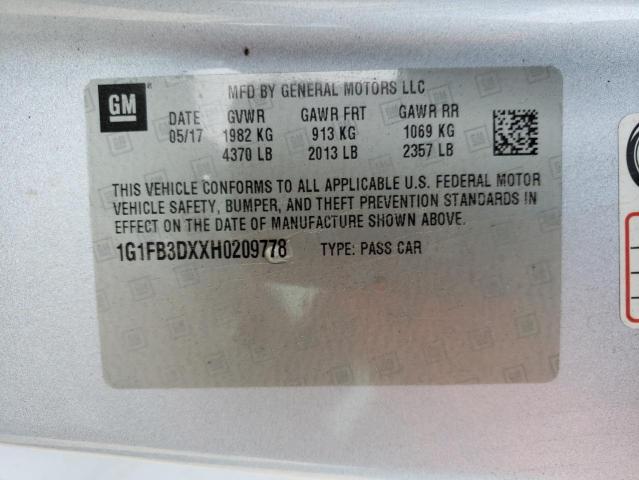 GM
®
MFD BY GENERAL MOTORS LLC
DATE GVWR GAWR FRT GAWR RR
05/17 1982 KG 913 KG 1069 KG
4370 LB 2013 LB 2357 LB
THIS VEHICLE CONFORMS TO ALL APPLICABLE U.S. FEDERAL MOTOR
VEHICLE SAFETY, BUMPER, AND THEFT PREVENTION STANDARDS IN
EFFECT ON THE DATE OF MANUFACTURE SHOWN ABOVE.
1G1FB3DXXH0209778 TYPE: PASS CAR